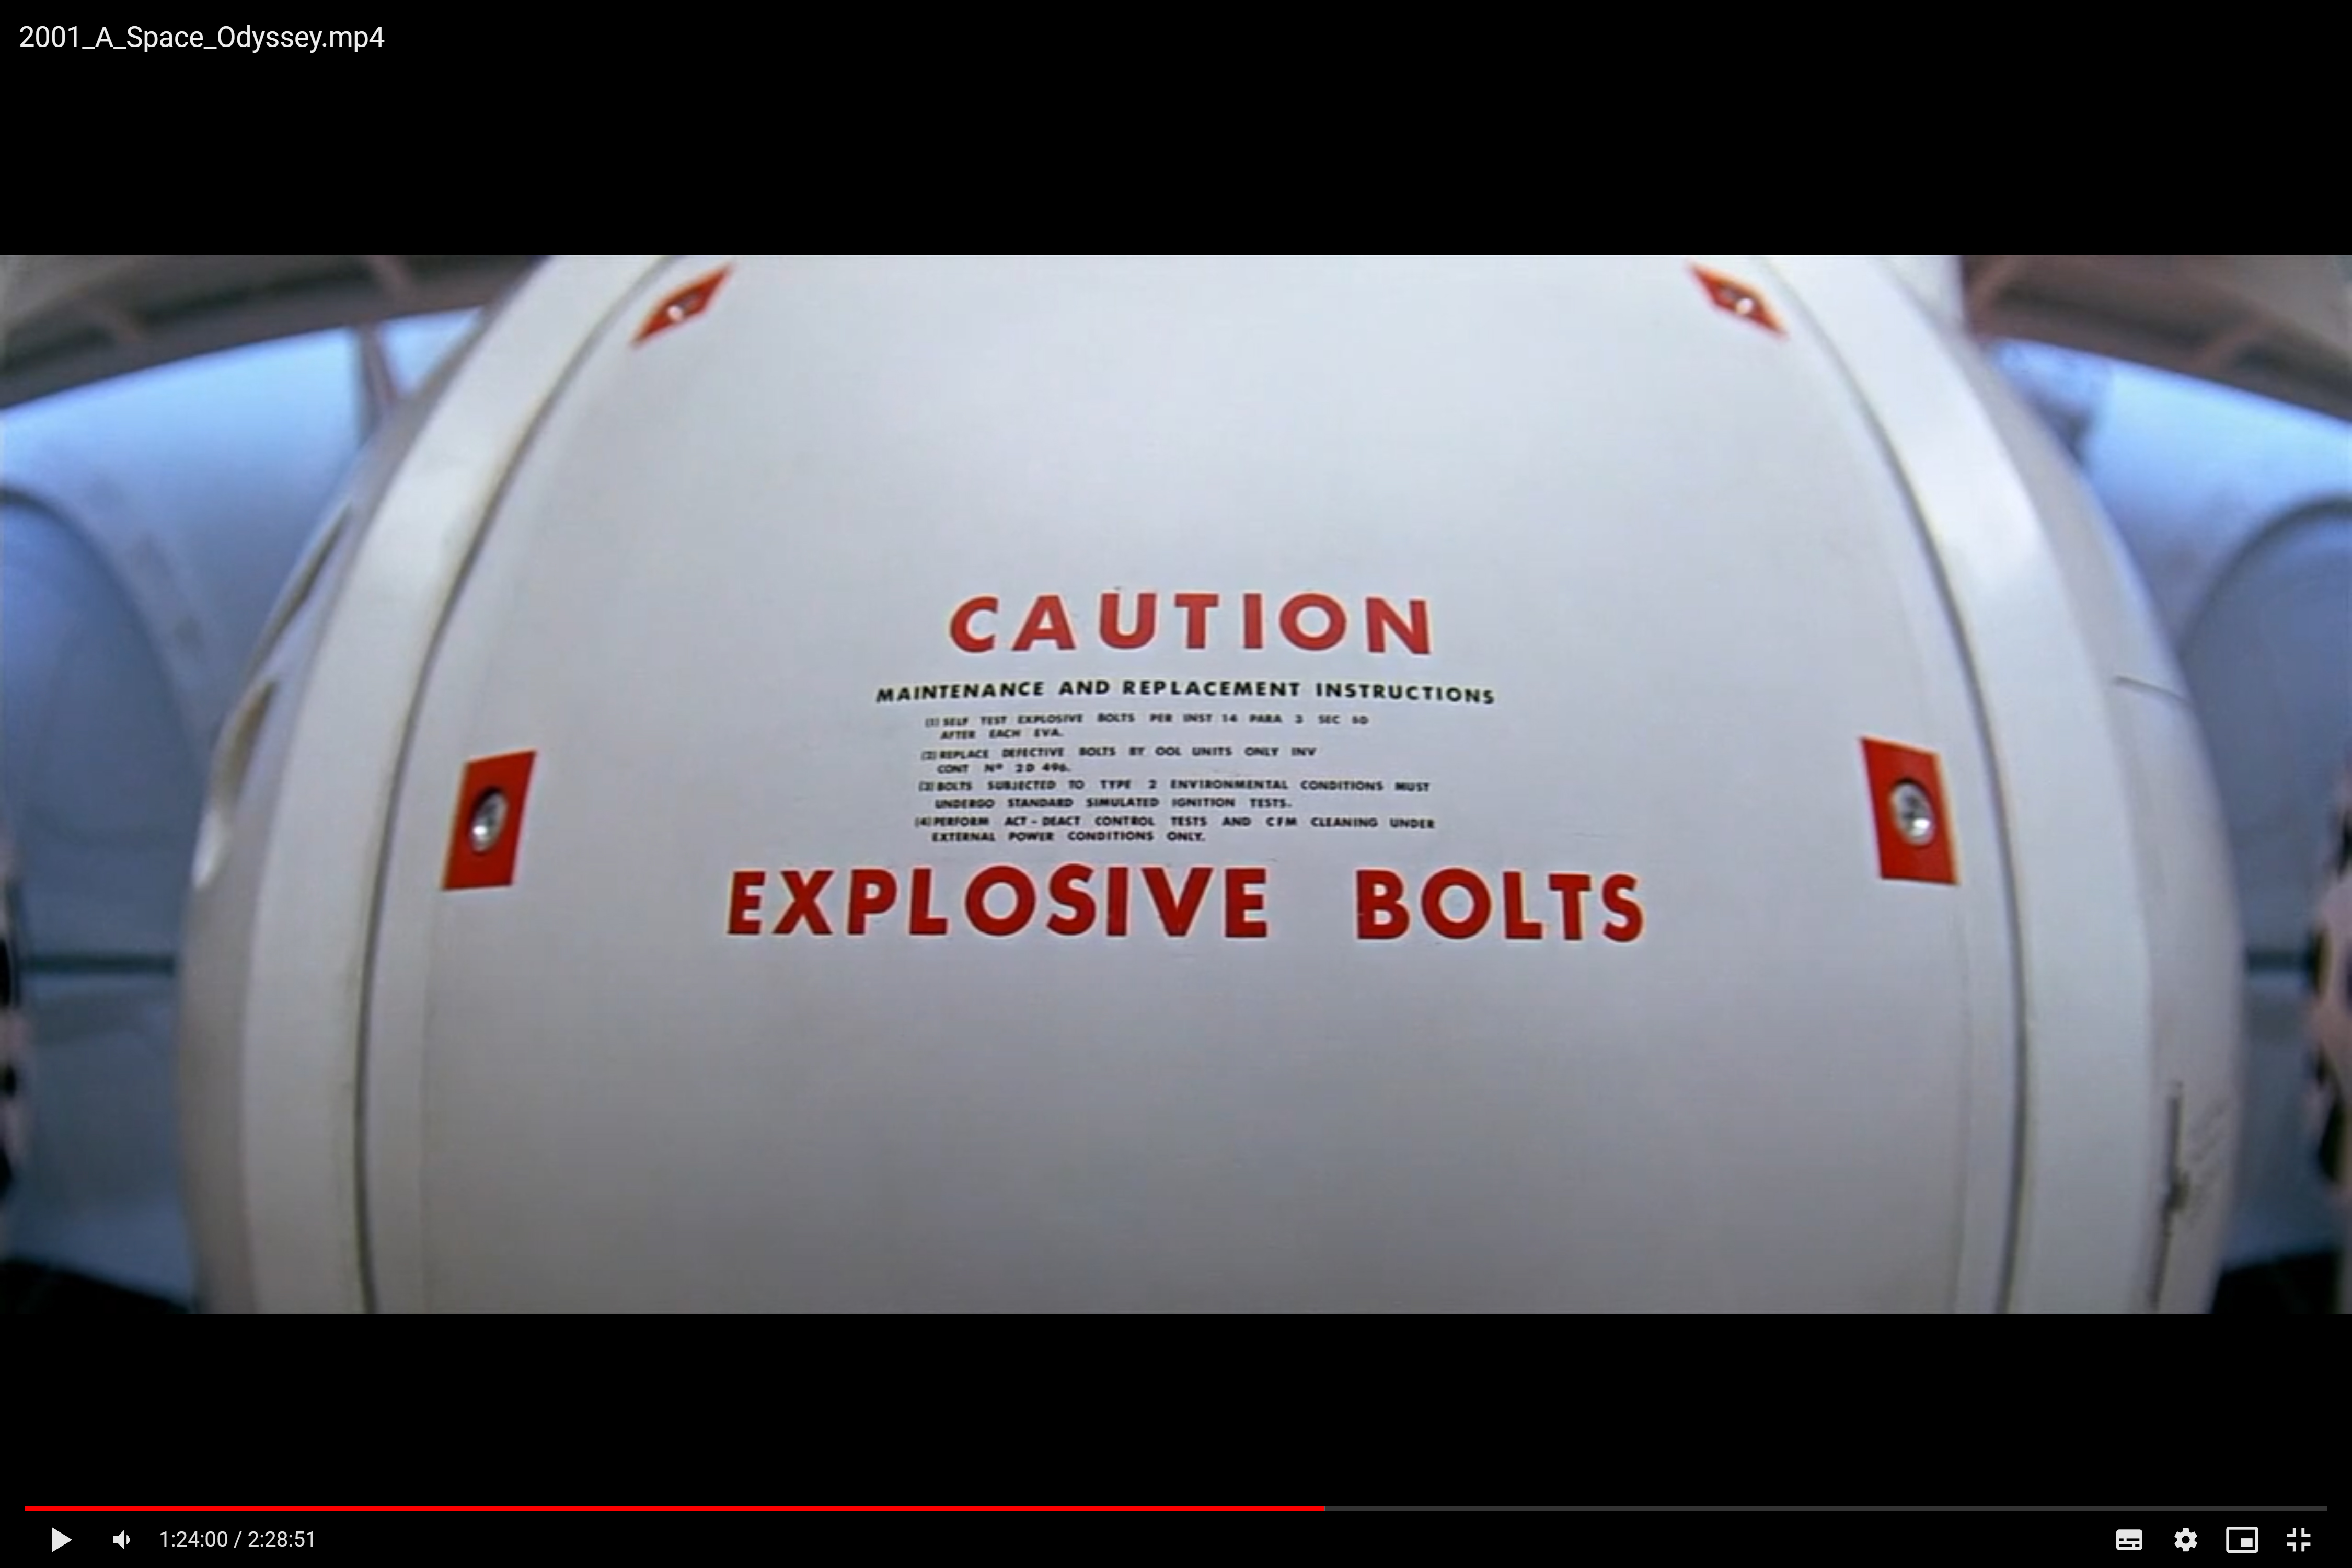 2001_A_Space_Odyssey.mp4
CAUTION
MAINTENANCE AND REPLACEMENT INSTRUCTIONS
(1) SELF TEST EXPLOSIVE BOLTS PER INST 14 PARA 3 SEC
AFTER EACH EVA.
(2) REPLACE DEFECTIVE BOLTS BY OOL UNITS ONLY INV
CONT Nº 2D 496.
(3) BOLTS SUBJECTED TO TYPE 2 ENVIRONMENTAL CONDITIONS MUST
UNDERGO STANDARD SIMULATED IGNITION TESTS.
(4) PERFORM ACT-DEACT CONTROL TESTS AND CFM CLEANING UNDER
EXTERNAL POWER CONDITIONS ONLY.
EXPLOSIVE BOLTS
1:24:00 / 2:28:51